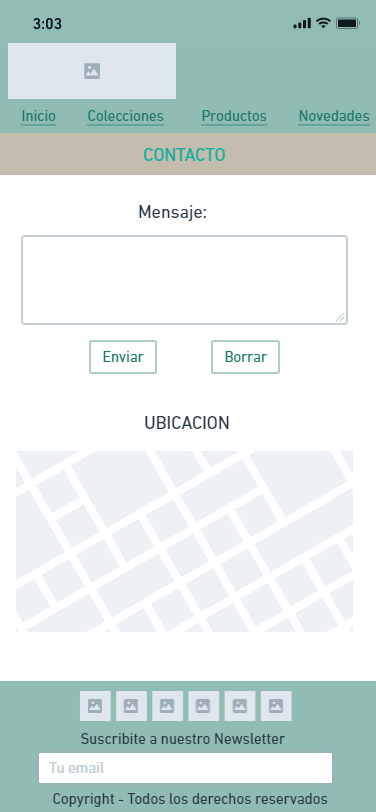 3:03
Inicio Colecciones Productos Novedades
CONTACTO
Mensaje:
Enviar Borrar
UBICACION
Suscribite a nuestro Newsletter
Tu email
Copyright - Todos los derechos reservados